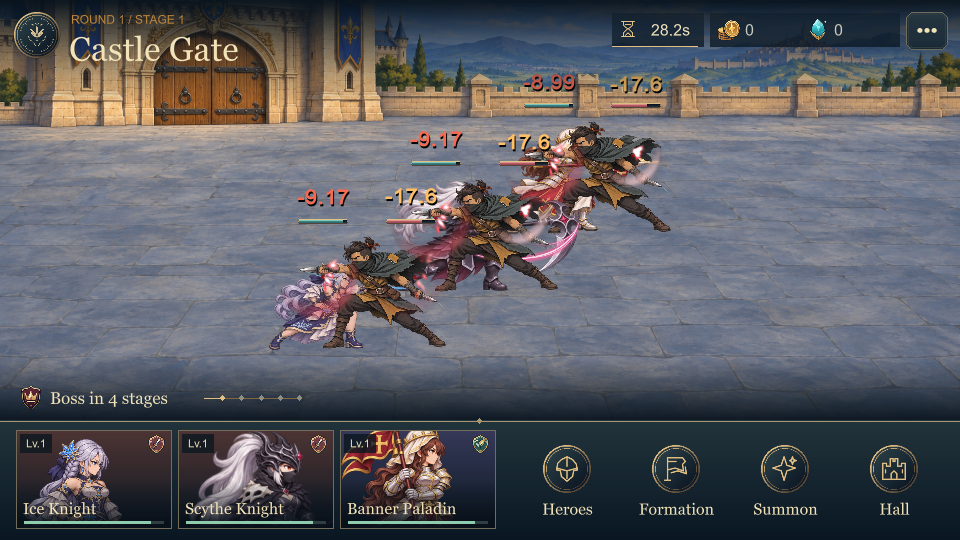 ROUND 1 / STAGE 1
Castle Gate
28.2s
0
0
-8.99
-17.6
-9.17
-17.6
-9.17
-17.6
Boss in 4 stages
Lv.1
Ice Knight
Lv.1
Scythe Knight
Lv.1
Banner Paladin
Heroes
Formation
Summon
Hall